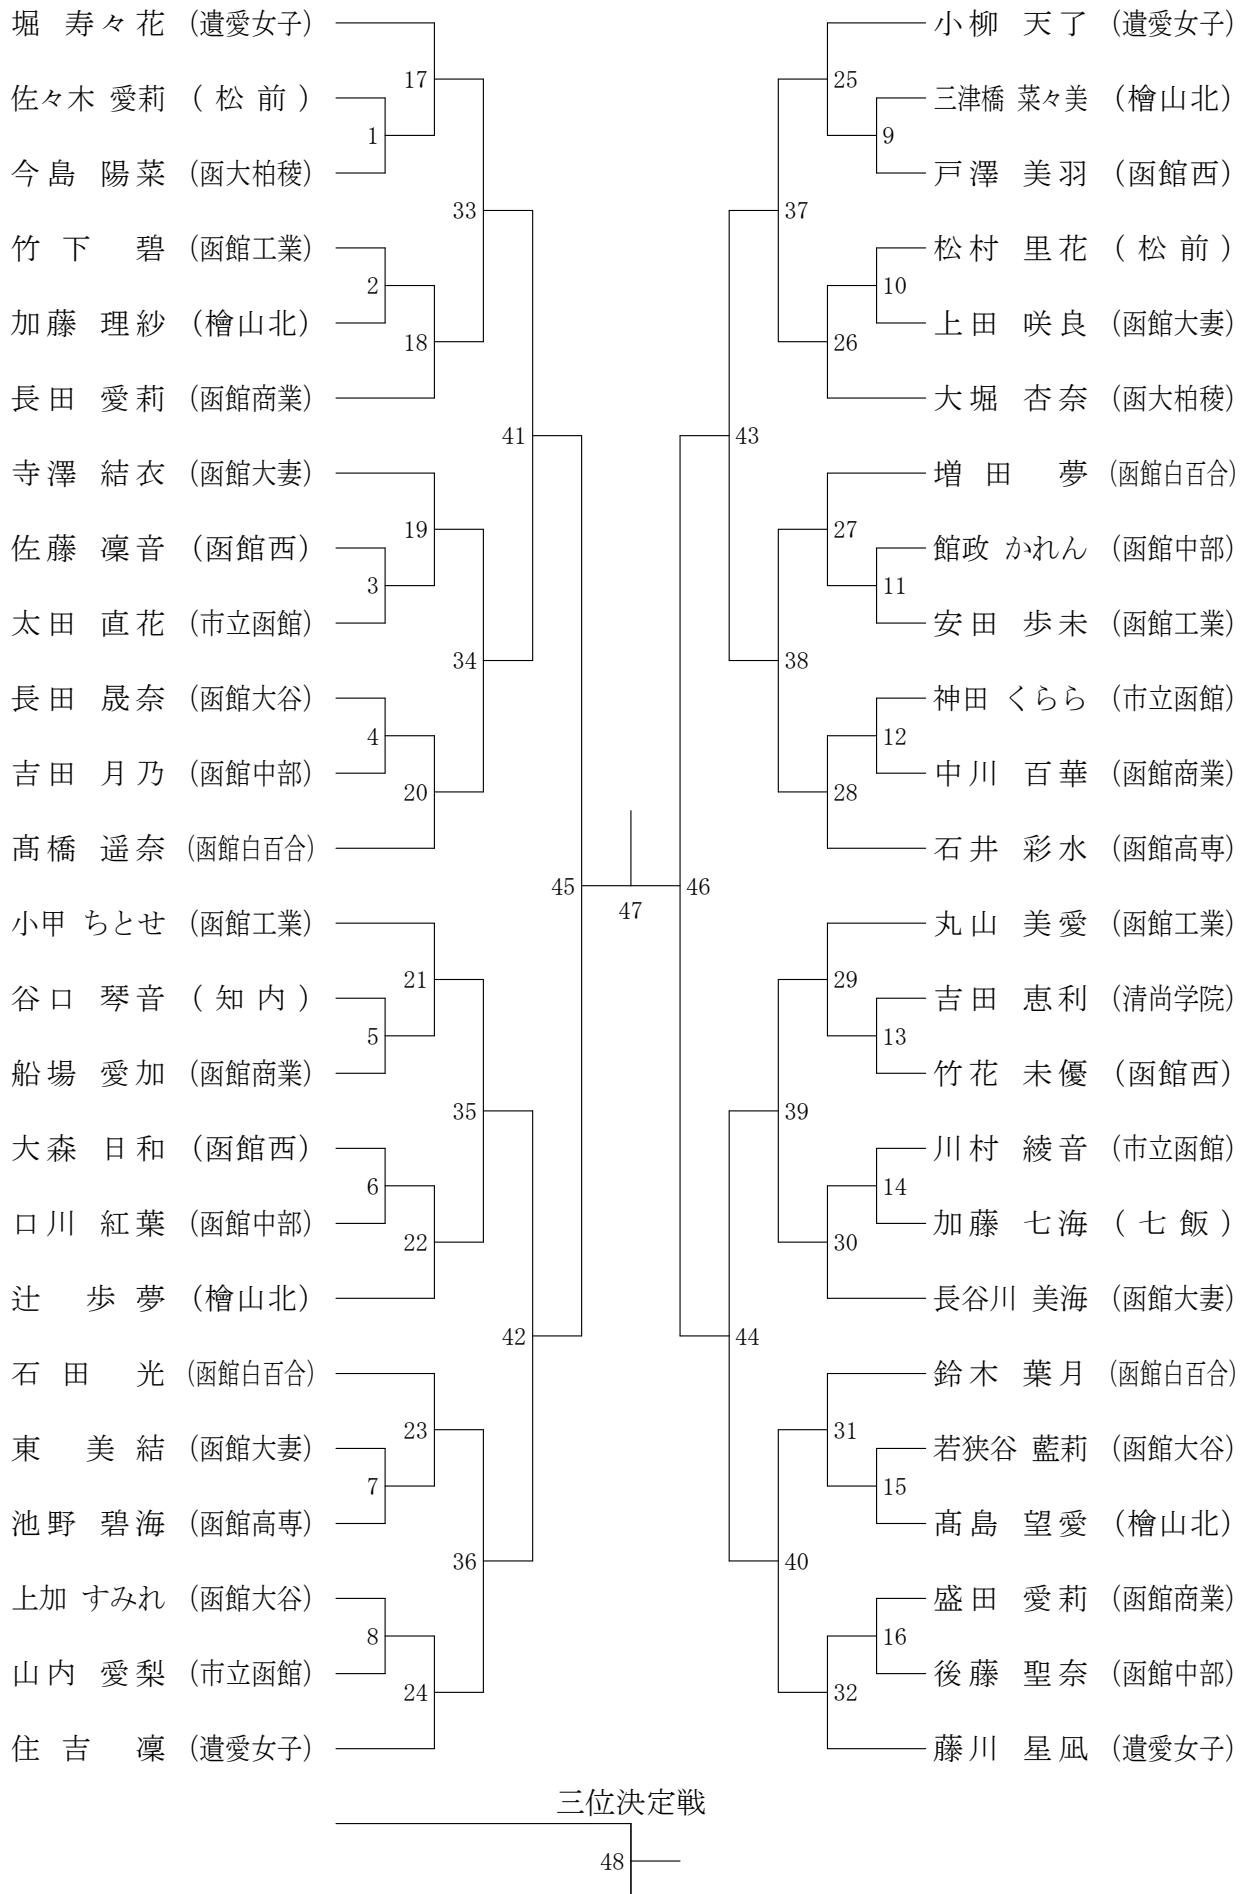 堀 寿々花 (遺愛女子)
佐々木 愛莉 (松前)
今島 陽菜 (函大柏稜)
竹下 碧 (函館工業)
加藤 理紗 (檜山北)
長田 愛莉 (函館商業)
寺澤 結衣 (函館大妻)
佐藤 凜音 (函館西)
太田 直花 (市立函館)
長田 晟奈 (函館大谷)
吉田 月乃 (函館中部)
髙橋 遥奈 (函館白百合)
小甲 ちとせ (函館工業)
谷口 琴音 (知内)
船場 愛加 (函館商業)
大森 日和 (函館西)
口川 紅葉 (函館中部)
辻 歩夢 (檜山北)
石田 光 (函館白百合)
東 美結 (函館大妻)
池野 碧海 (函館高専)
上加 すみれ (函館大谷)
山内 愛梨 (市立函館)
住吉 凜 (遺愛女子)
1
2
3
4
5
6
7
8
17
18
19
20
21
22
23
24
33
34
35
36
41
42
45
47
46
43
44
37
38
39
40
25
26
27
28
29
30
31
32
9
10
11
12
13
14
15
16
小柳 天了 (遺愛女子)
三津橋 菜々美 (檜山北)
戸澤 美羽 (函館西)
松村 里花 (松前)
上田 咲良 (函館大妻)
大堀 杏奈 (函大柏稜)
増田 夢 (函館白百合)
館政 かれん (函館中部)
安田 歩未 (函館工業)
神田 くらら (市立函館)
中川 百華 (函館商業)
石井 彩水 (函館高専)
丸山 美愛 (函館工業)
吉田 恵利 (清尚学院)
竹花 未優 (函館西)
川村 綾音 (市立函館)
加藤 七海 (七飯)
長谷川 美海 (函館大妻)
鈴木 葉月 (函館白百合)
若狭谷 藍莉 (函館大谷)
髙島 望愛 (檜山北)
盛田 愛莉 (函館商業)
後藤 聖奈 (函館中部)
藤川 星凪 (遺愛女子)
三位決定戦
48